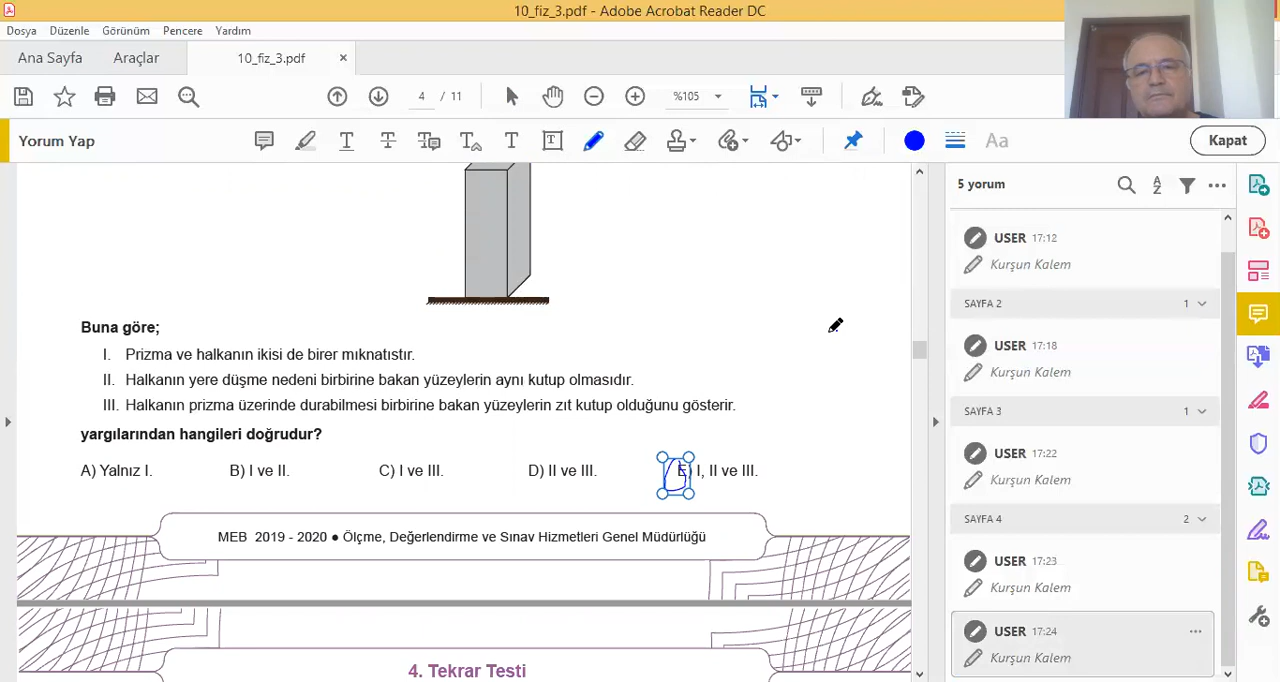 10_fiz_3.pdf - Adobe Acrobat Reader DC
Dosya Düzenle Görünüm Pencere Yardım
Ana Sayfa Araçlar 10_fiz_3.pdf ×
4 / 11 %105
Yorum Yap Aa Kapat
5 yorum
USER 17:12
Kurşun Kalem
SAYFA 2 1
USER 17:18
Kurşun Kalem
SAYFA 3 1
USER 17:22
Kurşun Kalem
SAYFA 4 2
USER 17:23
Kurşun Kalem
USER 17:24
Kurşun Kalem
Buna göre;
I. Prizma ve halkanın ikisi de birer mıknatıstır.
II. Halkanın yere düşme nedeni birbirine bakan yüzeylerin aynı kutup olmasıdır.
III. Halkanın prizma üzerinde durabilmesi birbirine bakan yüzeylerin zıt kutup olduğunu gösterir.
yargılarından hangileri doğrudur?
A) Yalnız I. B) I ve II. C) I ve III. D) II ve III. E) I, II ve III.
MEB 2019 - 2020 ● Ölçme, Değerlendirme ve Sınav Hizmetleri Genel Müdürlüğü
4. Tekrar Testi